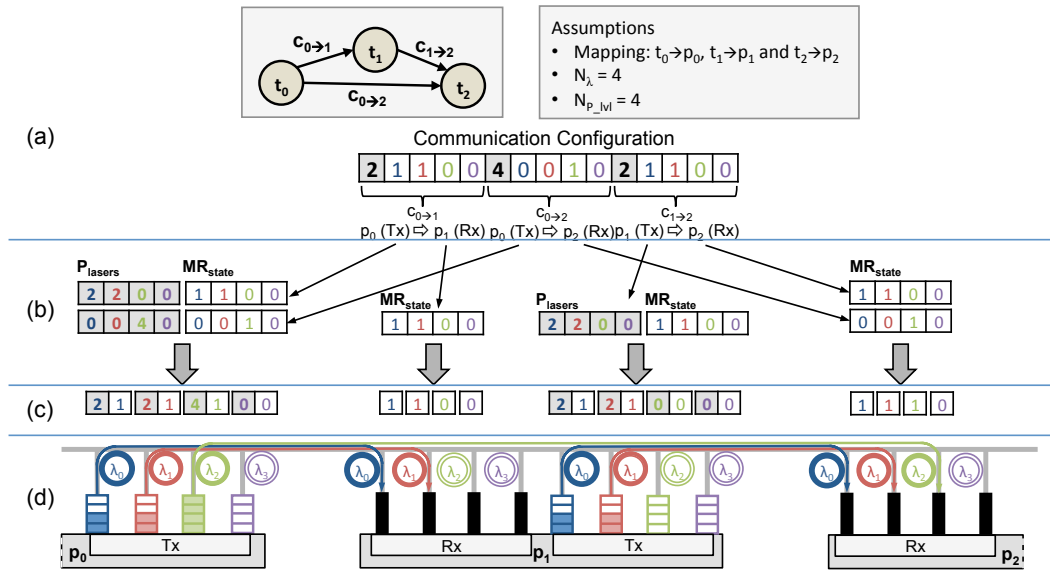 c0→1
t1
c1→2
t0
t2
c0→2
Assumptions
• Mapping: t0→p0, t1→p1 and t2→p2
• Nλ = 4
• NP_lvl = 4
(a)
Communication Configuration
2 1 1 0 0 4 0 0 1 0 2 1 1 0 0
c0→1 c0→2 c1→2
p0 (Tx) ⇨ p1 (Rx) p0 (Tx) ⇨ p2 (Rx) p1 (Tx) ⇨ p2 (Rx)
(b)
Plasers MRstate
2 2 0 0 1 1 0 0
0 0 4 0 0 0 1 0
MRstate
1 1 0 0
Plasers MRstate
2 2 0 0 1 1 0 0
MRstate
1 1 0 0
0 0 1 0
(c)
2 1 2 1 4 1 0 0
1 1 0 0
2 1 2 1 0 0 0 0
1 1 1 0
(d)
λ0 λ1 λ2 λ3 λ0 λ1 λ2 λ3 λ0 λ1 λ2 λ3 λ0 λ1 λ2 λ3
p0 Tx Rx p1 Tx Rx p2